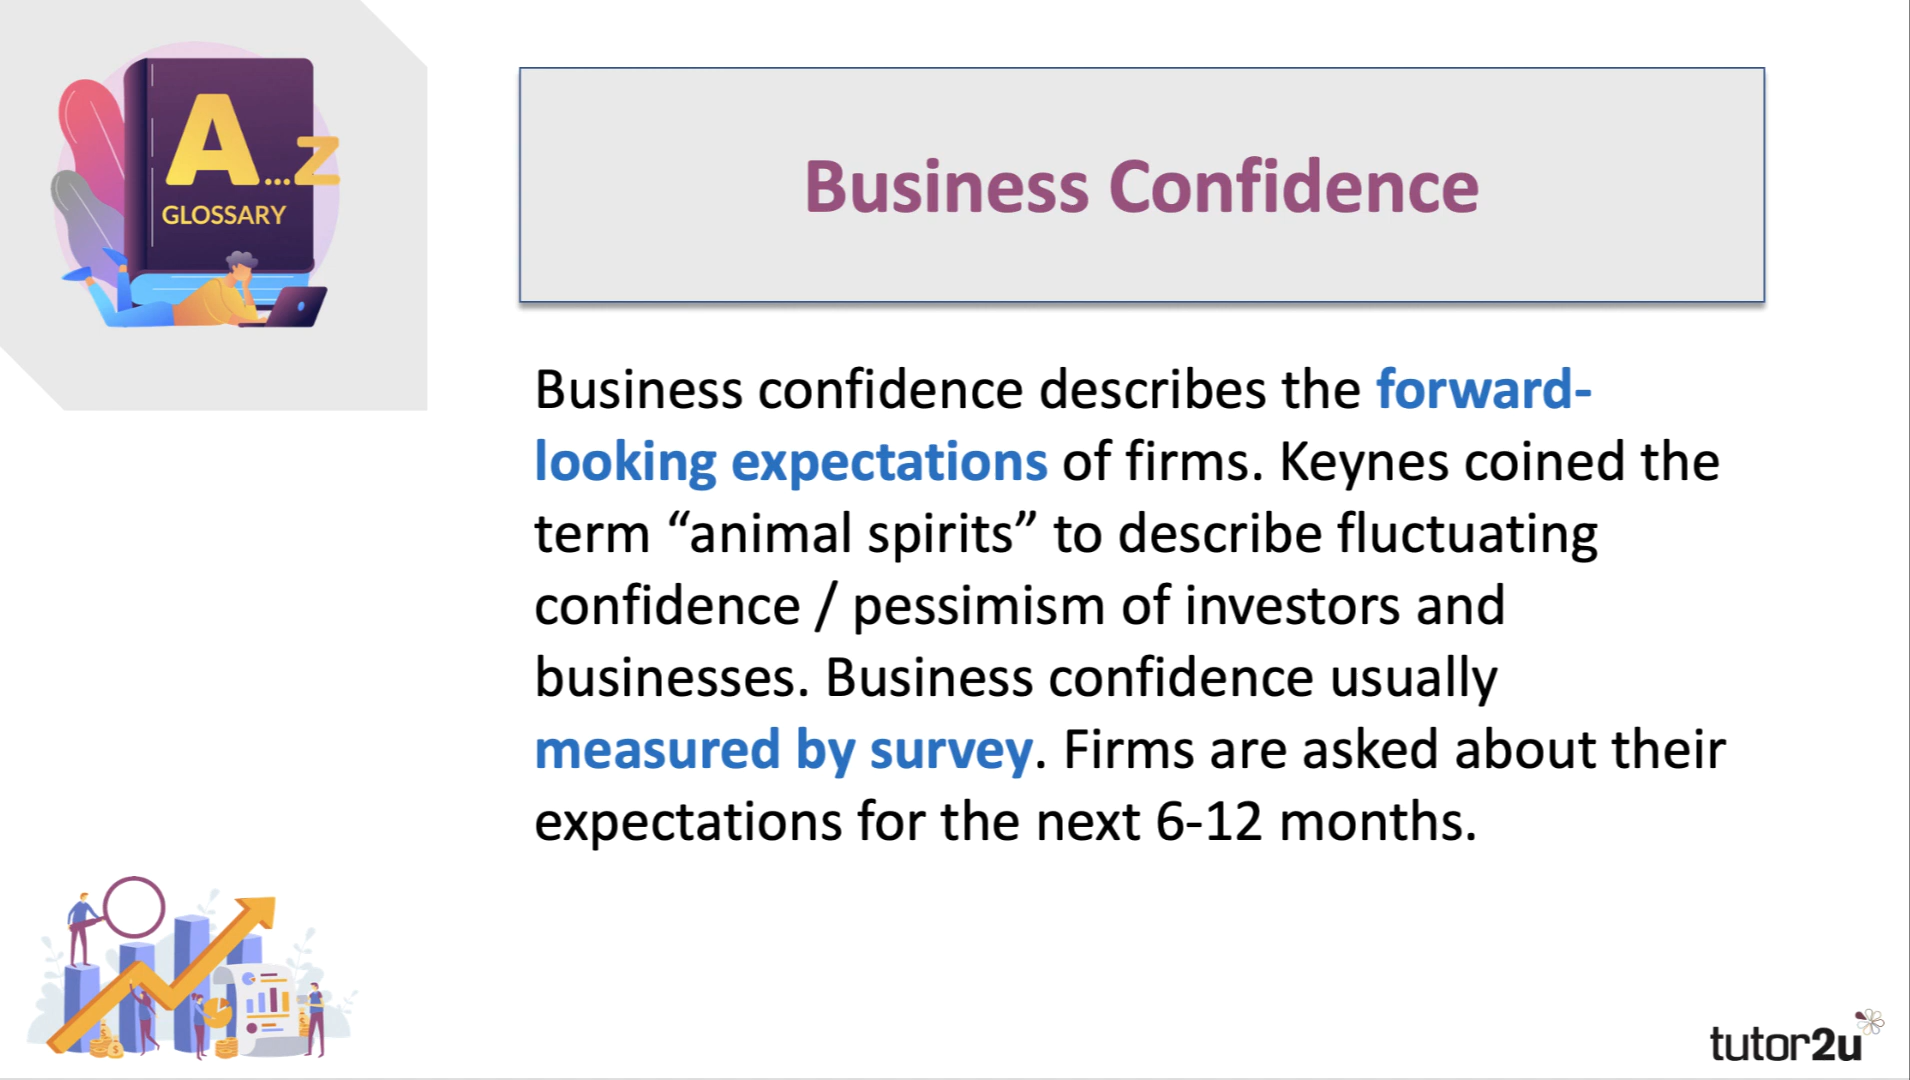 A...Z
GLOSSARY
Business Confidence
Business confidence describes the forward-
looking expectations of firms. Keynes coined the
term “animal spirits” to describe fluctuating
confidence / pessimism of investors and
businesses. Business confidence usually
measured by survey. Firms are asked about their
expectations for the next 6-12 months.
tutor2u